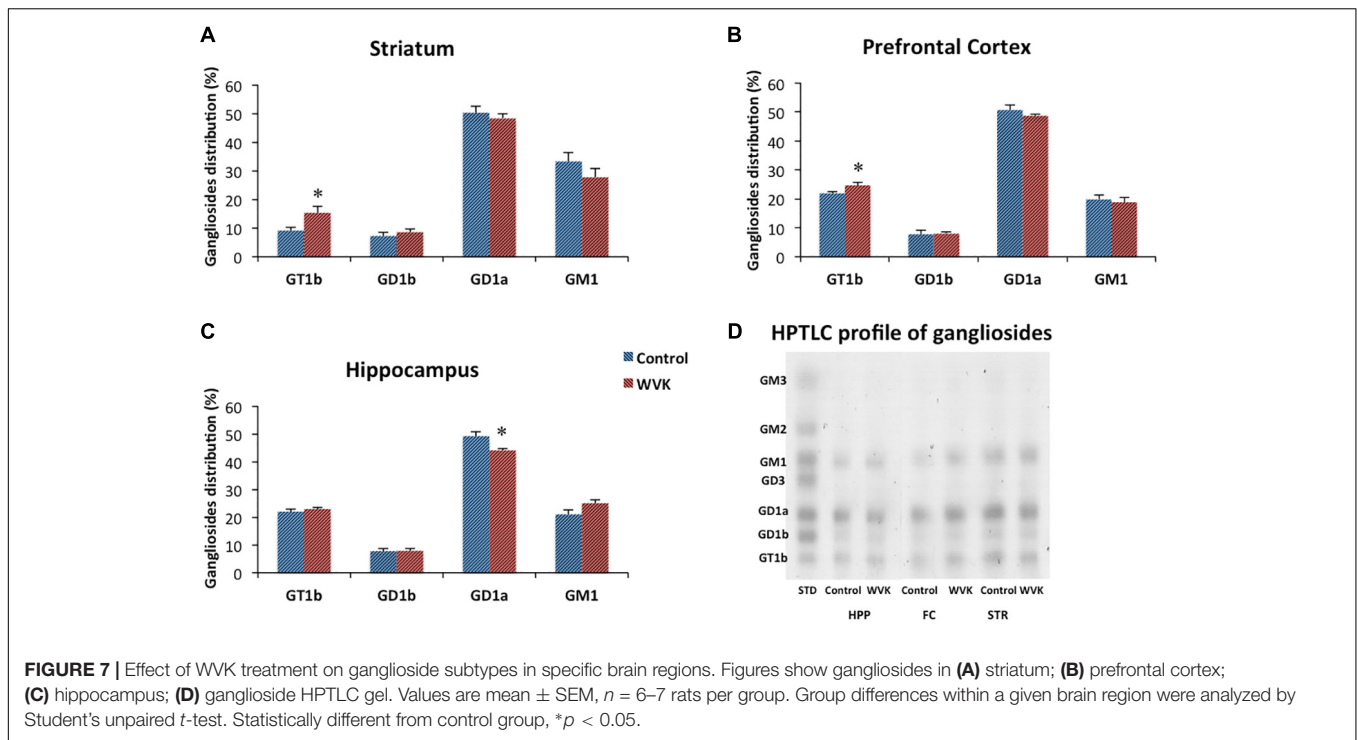 A
Striatum
Gangliosides distribution (%)
60
50
40
30
20
10
0
*
GT1b GD1b GD1a GM1
B
Prefrontal Cortex
Gangliosides distribution (%)
60
50
40
30
20
10
0
*
GT1b GD1b GD1a GM1
C
Hippocampus
Control
WVK
Gangliosides distribution (%)
60
50
40
30
20
10
0
*
GT1b GD1b GD1a GM1
D HPTLC profile of gangliosides
GM3
GM2
GM1
GD3
GD1a
GD1b
GT1b
STD Control WVK Control WVK Control WVK
HPP FC STR
FIGURE 7 | Effect of WVK treatment on ganglioside subtypes in specific brain regions. Figures show gangliosides in (A) striatum; (B) prefrontal cortex;
(C) hippocampus; (D) ganglioside HPTLC gel. Values are mean ± SEM, n = 6–7 rats per group. Group differences within a given brain region were analyzed by
Student's unpaired t-test. Statistically different from control group, *p < 0.05.